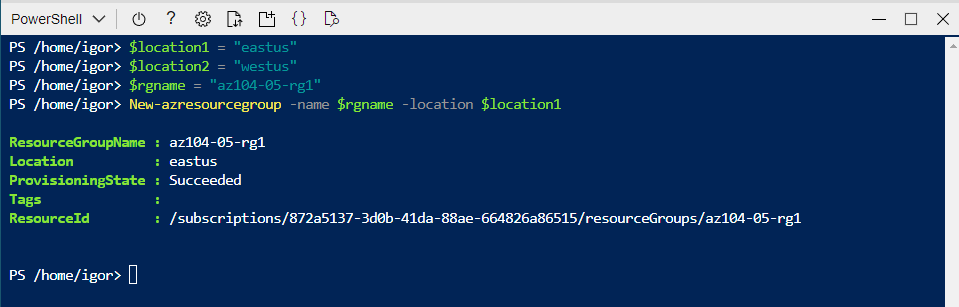 PowerShell
PS /home/igor> $location1 = "eastus"
PS /home/igor> $location2 = "westus"
PS /home/igor> $rgname = "az104-05-rg1"
PS /home/igor> New-azresourcegroup -name $rgname -location $location1
ResourceGroupName : az104-05-rg1
Location : eastus
ProvisioningState : Succeeded
Tags :
ResourceId : /subscriptions/872a5137-3d0b-41da-88ae-664826a86515/resourceGroups/az104-05-rg1
PS /home/igor>